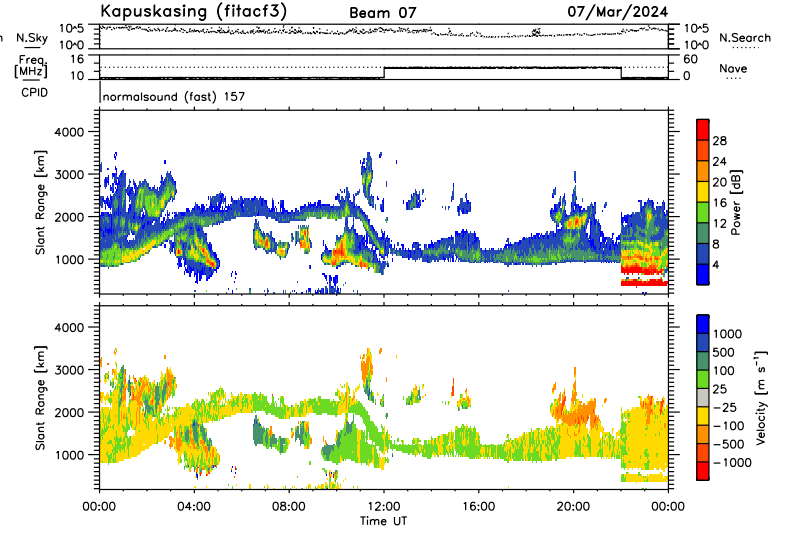 Kapuskasing (fitacf3) Beam 07 07/Mar/2024
N.Sky 10^5 10^0 10^5 10^0 N.Search
Freq. [MHz] 16 10 60 0 Nave
CPID normalsound (fast) 157
Slant Range [km] 4000 3000 2000 1000
Power [dB] 28 24 20 16 12 8 4
Slant Range [km] 4000 3000 2000 1000
Velocity [m s⁻¹] 1000 500 100 25 −25 −100 −500 −1000
00:00 04:00 08:00 12:00 16:00 20:00 00:00
Time UT